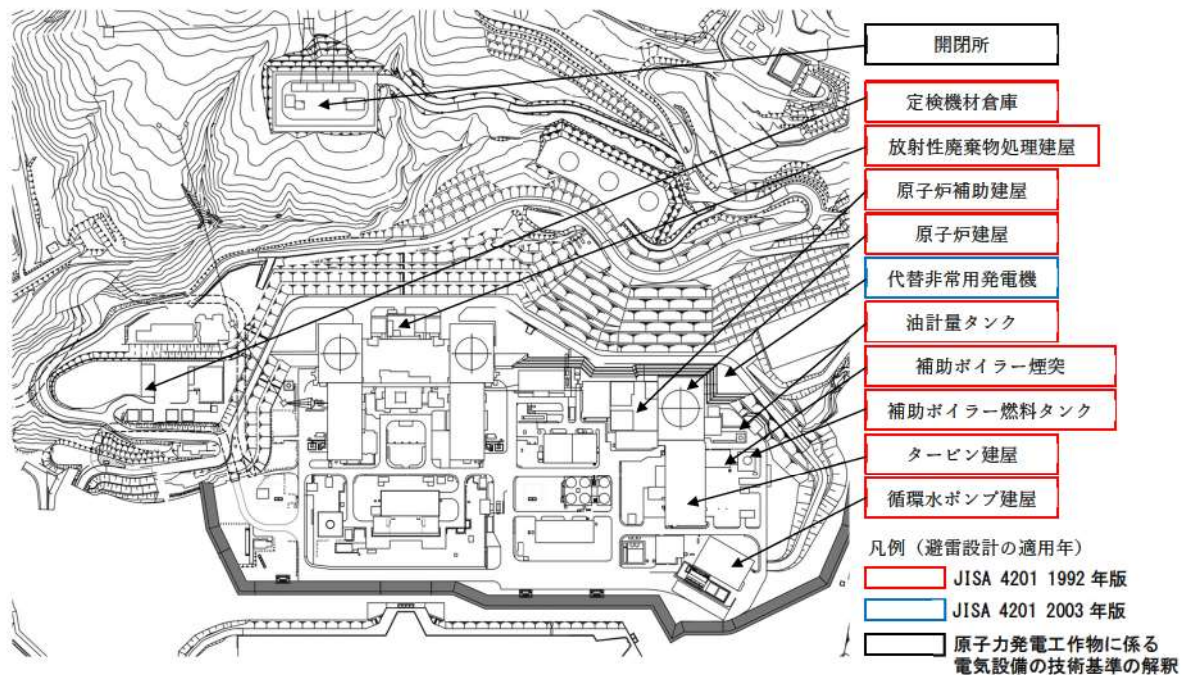 開閉所
定検機材倉庫
放射性廃棄物処理建屋
原子炉補助建屋
原子炉建屋
代替非常用発電機
油計量タンク
補助ボイラー煙突
補助ボイラー燃料タンク
タービン建屋
循環水ポンプ建屋
凡例（避雷設計の適用年）
JISA 4201 1992 年版
JISA 4201 2003 年版
原子力発電工作物に係る
電気設備の技術基準の解釈